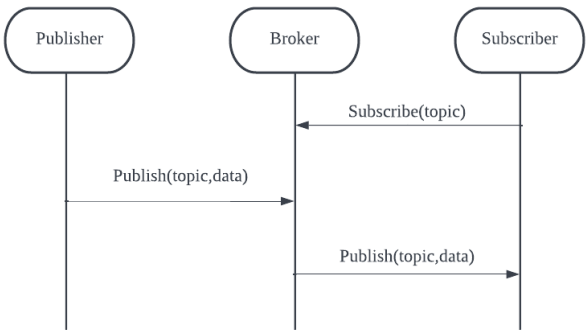 Publisher
Broker
Subscriber
Subscribe(topic)
Publish(topic,data)
Publish(topic,data)